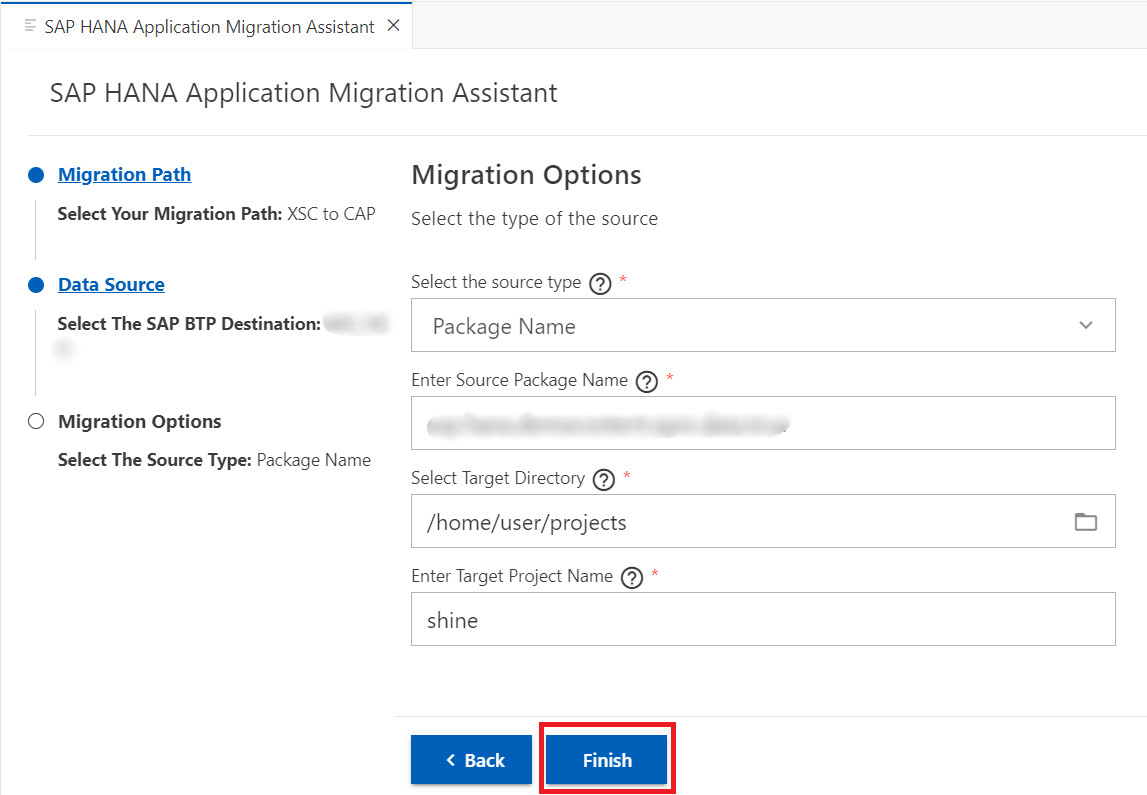 SAP HANA Application Migration Assistant
SAP HANA Application Migration Assistant
Migration Path
Select Your Migration Path: XSC to CAP
Data Source
Select The SAP BTP Destination:
Migration Options
Select The Source Type: Package Name
Migration Options
Select the type of the source
Select the source type ? *
Package Name
Enter Source Package Name ? *
Select Target Directory ? *
/home/user/projects
Enter Target Project Name ? *
shine
Back
Finish